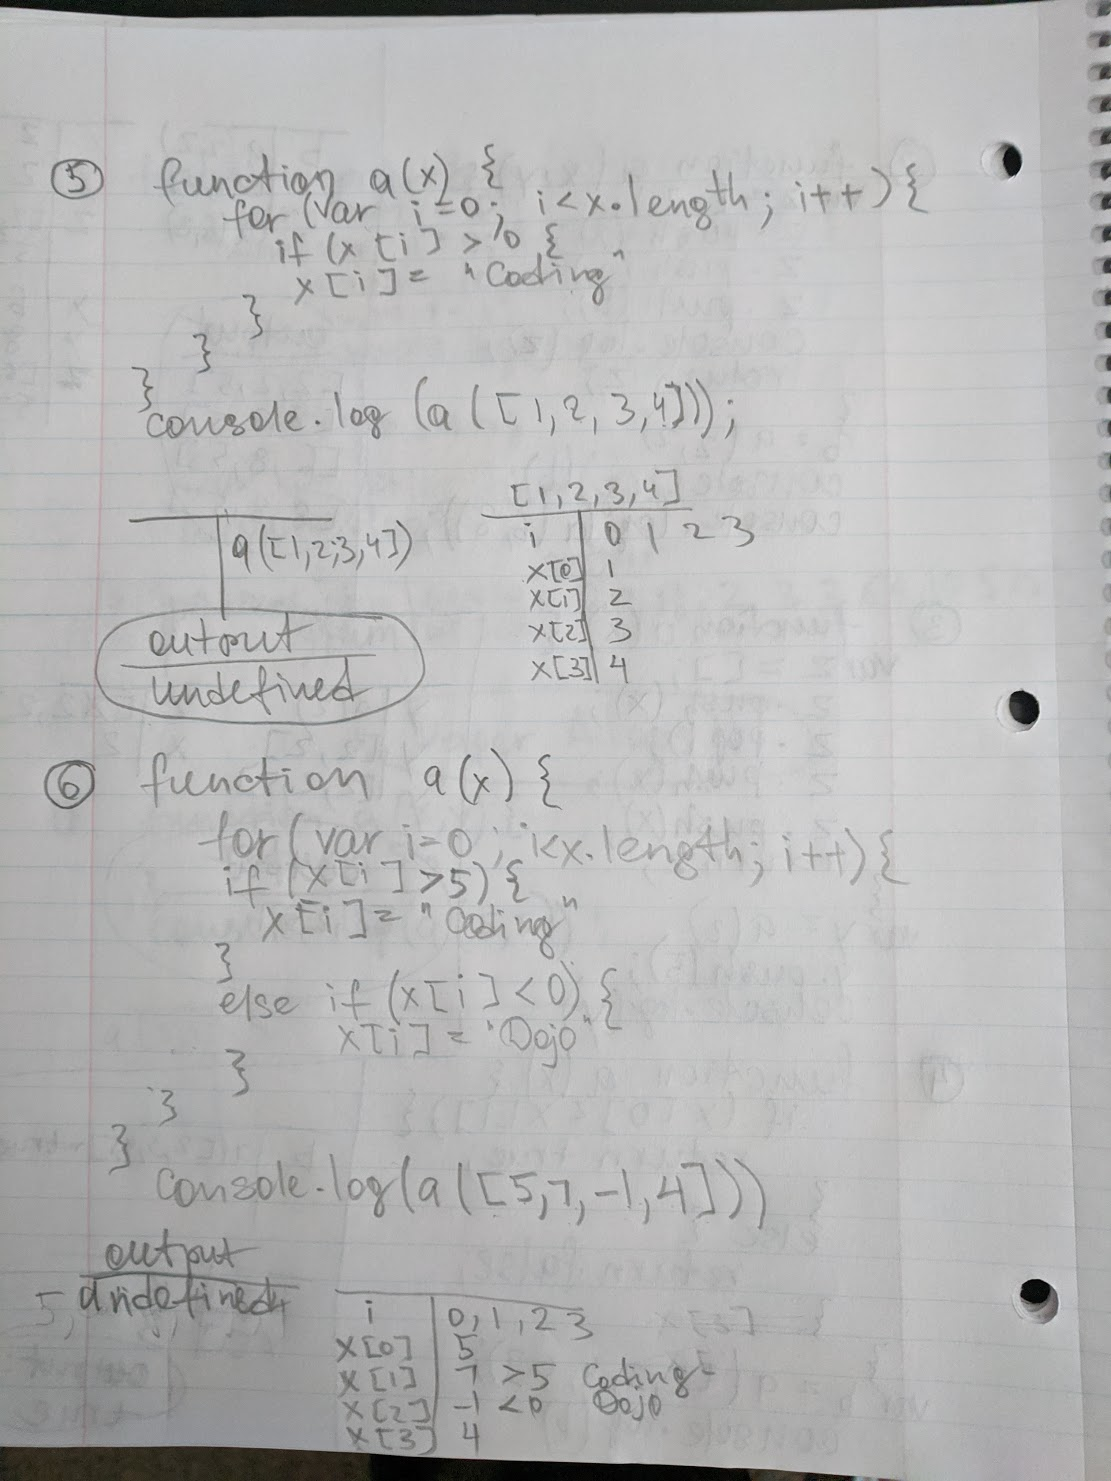 5 function a(x) {
for (var i=0; i<x.length; i++){
if (x[i] > 0 {
x[i] = "Coding"
}
}
}
console.log (a([1,2,3,4]));
a([1,2,3,4])
output
undefined
[1,2,3,4]
i 0 1 2 3
x[0] 1
x[1] 2
x[2] 3
x[3] 4
6 function a(x) {
for (var i=0; i<x.length; i++){
if (x[i] >5) {
x[i] = "Coding"
}
else if (x[i] <0) {
x[i] = "Dojo"
}
}
}
console.log(a([5,7,-1,4]))
output
undefined
i 0, 1, 2 3
x[0] 5
x[1] 7 >5 Coding
x[2] -1 <0 Dojo
x[3] 4